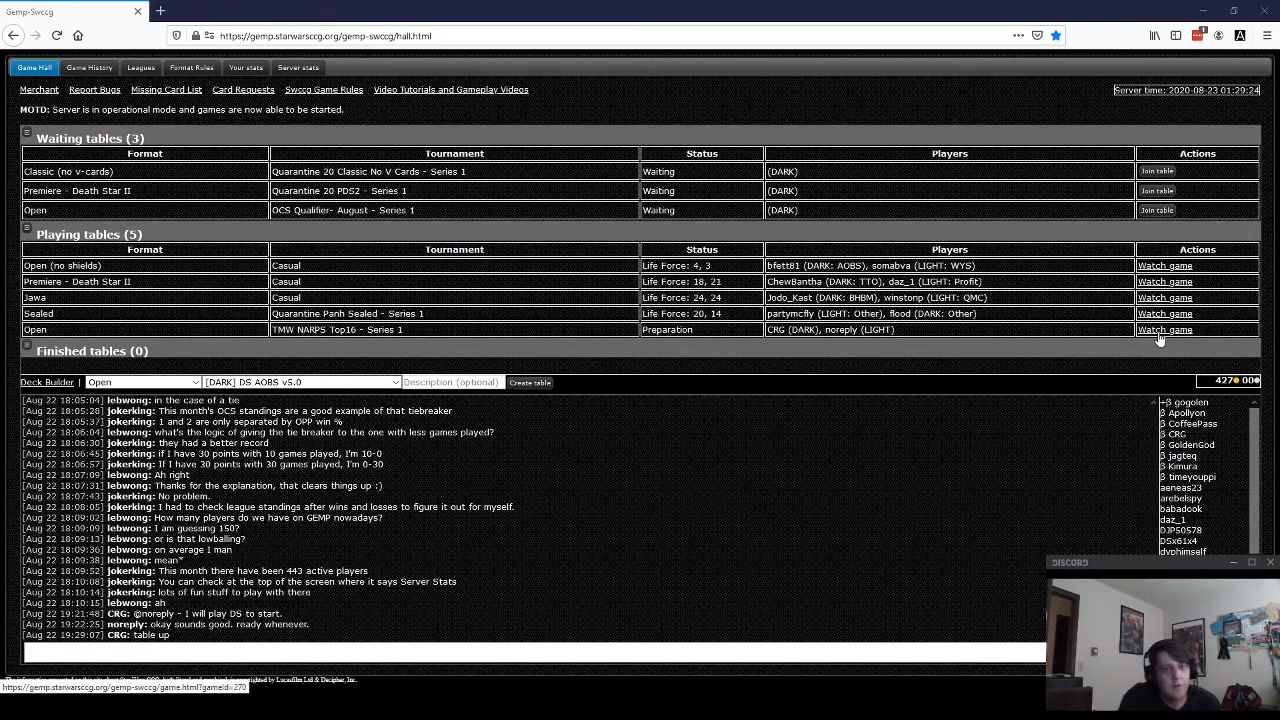 Gemp-Swccg
https://gemp.starwarsccg.org/gemp-swccg/hall.html
Game Hall Game History Leagues Format Rules Your stats Server stats
Merchant Report Bugs Missing Card List Card Requests Swccg Game Rules Video Tutorials and Gameplay Videos Server time: 2020-08-23 01:29:24
MOTD: Server is in operational mode and games are now able to be started.
Waiting tables (3)
Format Tournament Status Players Actions
Classic (no v-cards) Quarantine 20 Classic No V Cards - Series 1 Waiting (DARK) Join table
Premiere - Death Star II Quarantine 20 PDS2 - Series 1 Waiting (DARK) Join table
Open OCS Qualifier- August - Series 1 Waiting (DARK) Join table
Playing tables (5)
Format Tournament Status Players Actions
Open (no shields) Casual Life Force: 4, 3 bfett81 (DARK: AOBS), somabva (LIGHT: WYS) Watch game
Premiere - Death Star II Casual Life Force: 18, 21 ChewBantha (DARK: TTO), daz_1 (LIGHT: Profit) Watch game
Jawa Casual Life Force: 24, 24 Jodo_Kast (DARK: BHBM), winstonp (LIGHT: QMC) Watch game
Sealed Quarantine Panh Sealed - Series 1 Life Force: 20, 14 partymcfly (LIGHT: Other), flood (DARK: Other) Watch game
Open TMW NARPS Top16 - Series 1 Preparation CRG (DARK), noreply (LIGHT) Watch game
Finished tables (0)
Deck Builder | Open [DARK] DS AOBS v5.0 Description (optional) Create table 427 00
[Aug 22 18:05:04] lebwong: in the case of a tie
[Aug 22 18:05:28] jokerking: This month's OCS standings are a good example of that tiebreaker
[Aug 22 18:05:37] jokerking: 1 and 2 are only separated by OPP win %
[Aug 22 18:06:04] lebwong: what's the logic of giving the tie breaker to the one with less games played?
[Aug 22 18:06:30] jokerking: they had a better record
[Aug 22 18:06:45] jokerking: if I have 30 points with 10 games played, I'm 10-0
[Aug 22 18:06:57] jokerking: If I have 30 points with 30 games played, I'm 0-30
[Aug 22 18:07:09] lebwong: Ah right
[Aug 22 18:07:31] lebwong: Thanks for the explanation, that clears things up :)
[Aug 22 18:07:43] jokerking: No problem.
[Aug 22 18:08:05] jokerking: I had to check league standings after wins and losses to figure it out for myself.
[Aug 22 18:09:02] lebwong: How many players do we have on GEMP nowadays?
[Aug 22 18:09:09] lebwong: I am guessing 150?
[Aug 22 18:09:13] lebwong: or is that lowballing?
[Aug 22 18:09:36] lebwong: on average I man
[Aug 22 18:09:38] lebwong: mean*
[Aug 22 18:09:52] jokerking: This month there have been 443 active players
[Aug 22 18:10:08] jokerking: You can check at the top of the screen where it says Server Stats
[Aug 22 18:10:14] jokerking: lots of fun stuff to play with there
[Aug 22 18:10:15] lebwong: ah
[Aug 22 19:21:48] CRG: @noreply - I will play DS to start.
[Aug 22 19:22:25] noreply: okay sounds good. ready whenever.
[Aug 22 19:29:07] CRG: table up
+β gogolen
β Apollyon
β CoffeePass
β CRG
β GoldenGod
β jagteq
β Kimura
β timeyouppi
aeneas23
arebelspy
babadook
daz_1
DJP50578
DSx61x4
dyphimself
DISCORD
Lucasfilm Ltd & Decipher, Inc.
https://gemp.starwarsccg.org/gemp-swccg/game.html?gameId=270